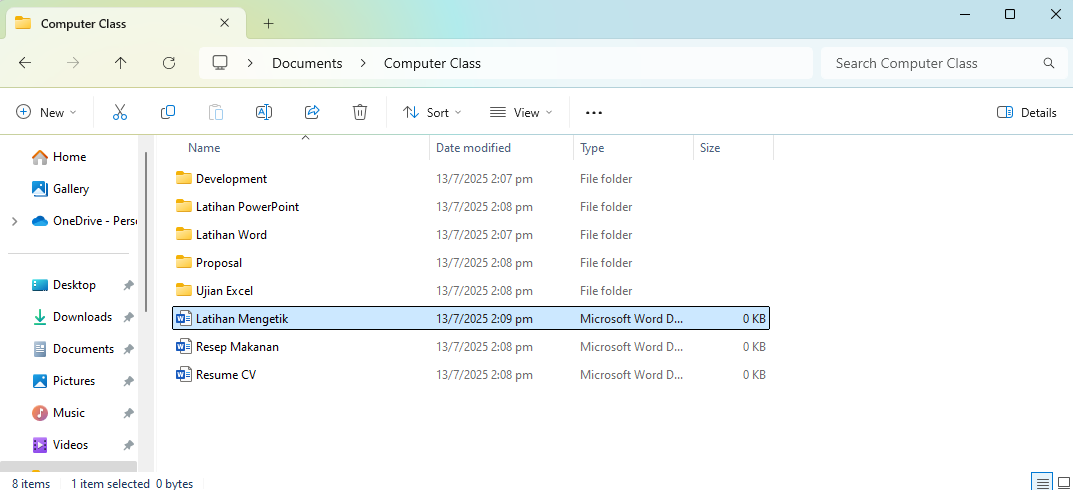 Computer Class
Documents > Computer Class
Search Computer Class
New
Sort
View
Details
Name Date modified Type Size
Home
Gallery
OneDrive - Pers
Desktop
Downloads
Documents
Pictures
Music
Videos
Development 13/7/2025 2:07 pm File folder
Latihan PowerPoint 13/7/2025 2:08 pm File folder
Latihan Word 13/7/2025 2:07 pm File folder
Proposal 13/7/2025 2:08 pm File folder
Ujian Excel 13/7/2025 2:08 pm File folder
Latihan Mengetik 13/7/2025 2:09 pm Microsoft Word D... 0 KB
Resep Makanan 13/7/2025 2:08 pm Microsoft Word D... 0 KB
Resume CV 13/7/2025 2:08 pm Microsoft Word D... 0 KB
8 items 1 item selected 0 bytes